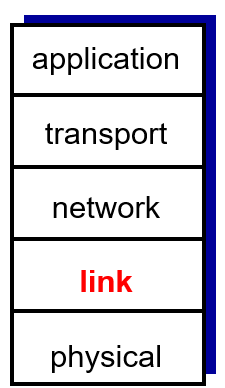 application
transport
network
link
physical